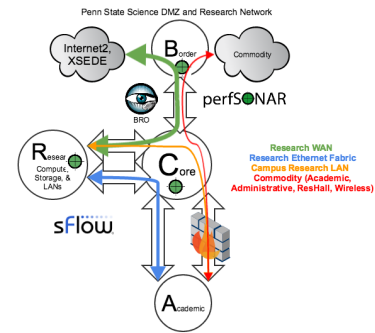 Penn State Science DMZ and Research Network
Internet2,
XSEDE
Border
Commodity
BRO
perfSONAR
Resear
Compute,
Storage, &
LANs
Core
Research WAN
Research Ethernet Fabric
Campus Research LAN
Commodity (Academic,
Administrative, ResHall, Wireless)
sFlow
Academic